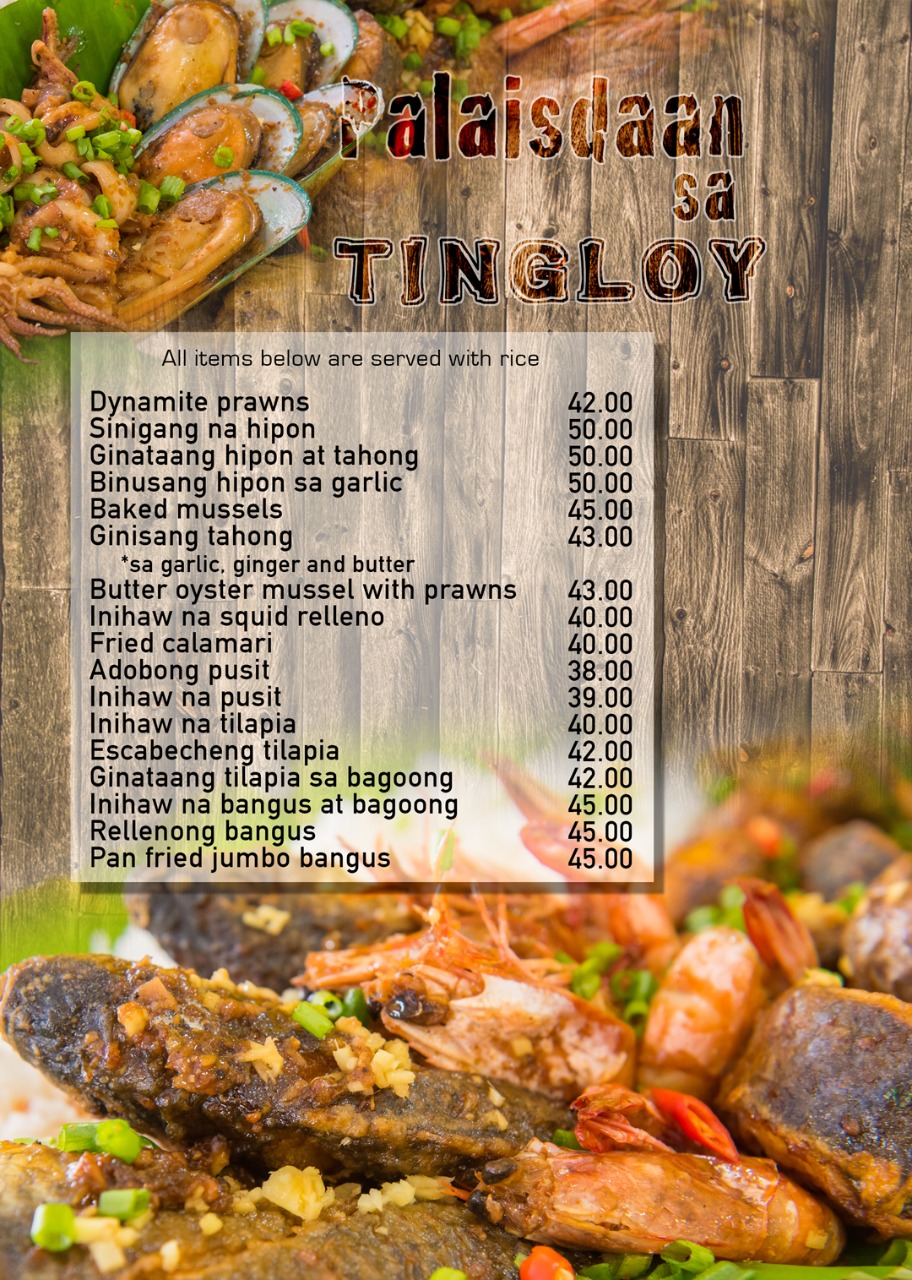 Palaisdaan
sa
TINGLOY
All items below are served with rice
Dynamite prawns 42.00
Sinigang na hipon 50.00
Ginataang hipon at tahong 50.00
Binusang hipon sa garlic 50.00
Baked mussels 45.00
Ginisang tahong 43.00
*sa garlic, ginger and butter
Butter oyster mussel with prawns 43.00
Inihaw na squid relleno 40.00
Fried calamari 40.00
Adobong pusit 38.00
Inihaw na pusit 39.00
Inihaw na tilapia 40.00
Escabecheng tilapia 42.00
Ginataang tilapia sa bagoong 42.00
Inihaw na bangus at bagoong 45.00
Rellenong bangus 45.00
Pan fried jumbo bangus 45.00